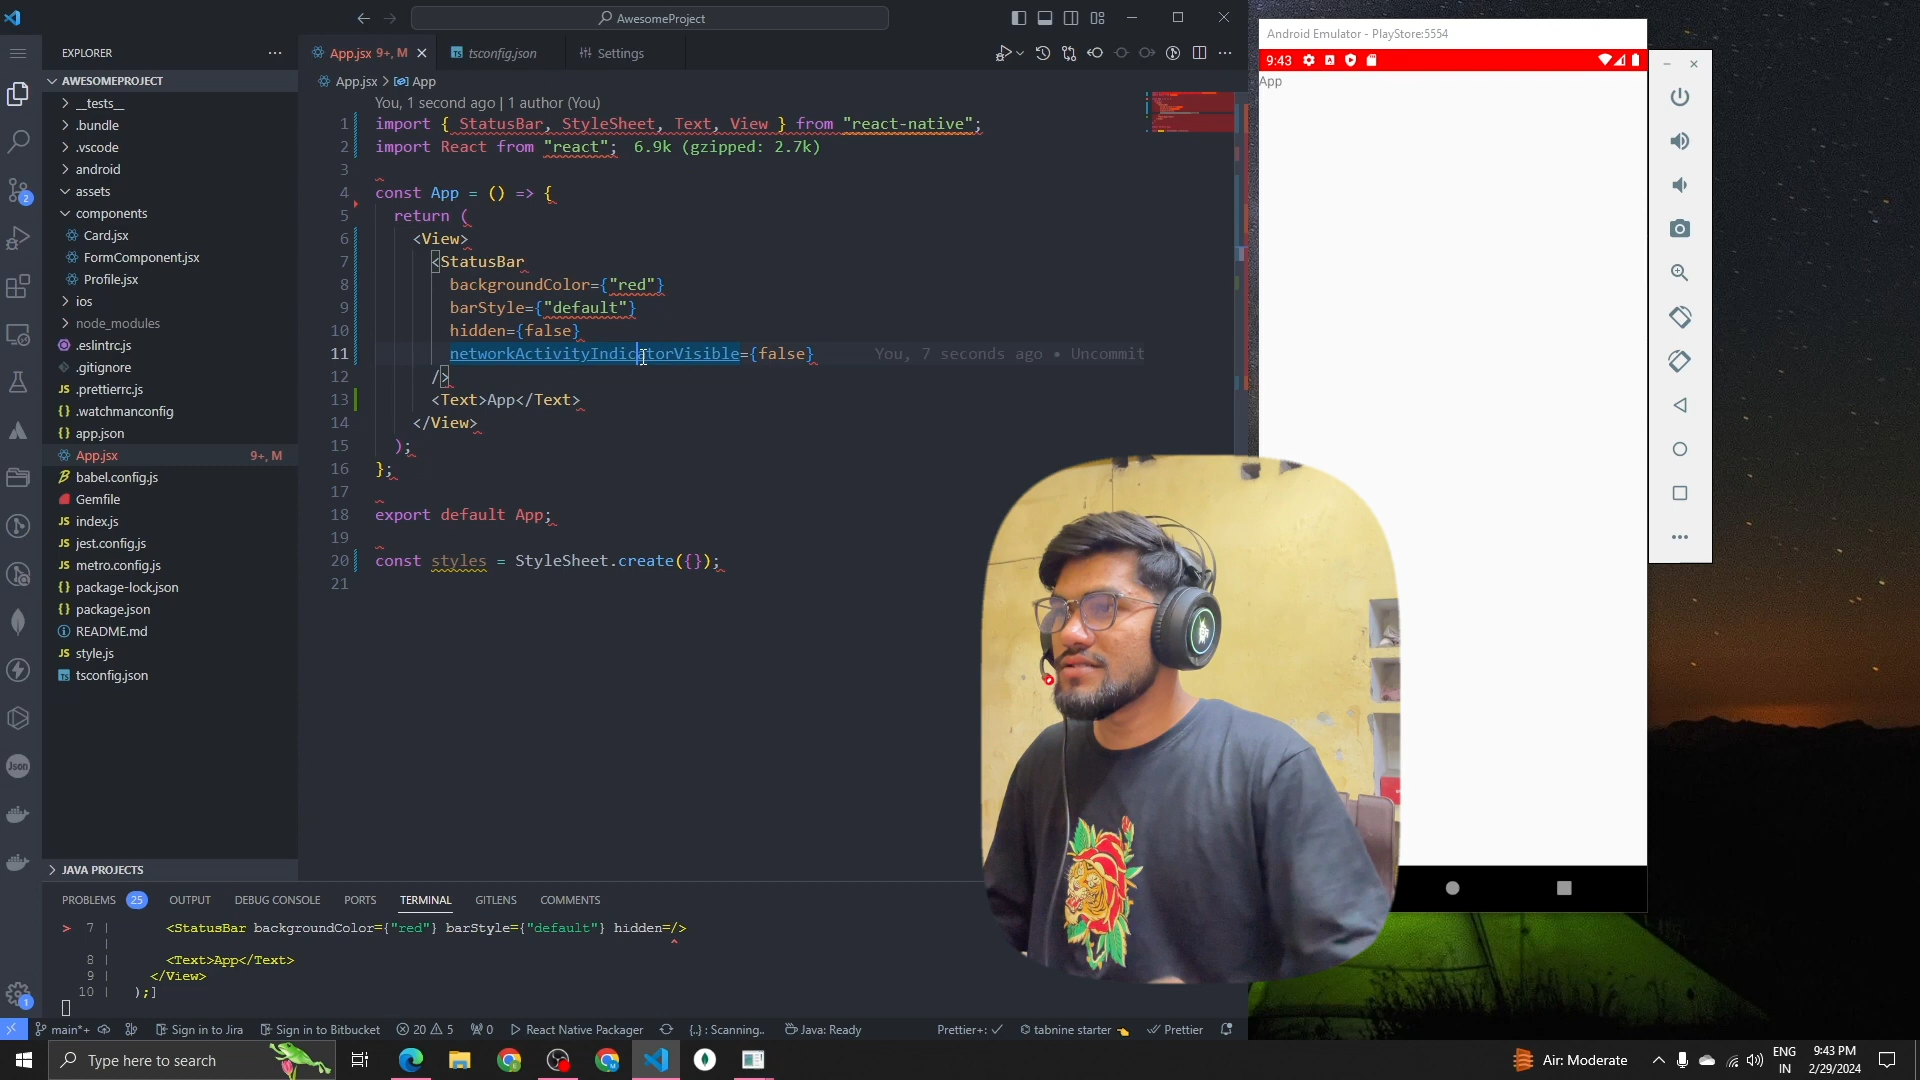 AwesomeProject
EXPLORER
AWESOMEPROJECT
__tests__
.bundle
.vscode
android
assets
components
Card.jsx
FormComponent.jsx
Profile.jsx
ios
node_modules
.eslintrc.js
.gitignore
JS .prettierrc.js
{} .watchmanconfig
{} app.json
App.jsx 9+, M
babel.config.js
Gemfile
JS index.js
JS jest.config.js
JS metro.config.js
{} package-lock.json
{} package.json
README.md
JS style.js
TS tsconfig.json
JAVA PROJECTS
2
Json
1
App.jsx 9+, M
TS tsconfig.json
Settings
App.jsx > App
You, 1 second ago | 1 author (You)
1 import { StatusBar, StyleSheet, Text, View } from "react-native";
2 import React from "react"; 6.9k (gzipped: 2.7k)
3
4 const App = () => {
5 return (
6 <View>
7 <StatusBar
8 backgroundColor={"red"}
9 barStyle={"default"}
10 hidden={false}
11 networkActivityIndicatorVisible={false} You, 7 seconds ago • Uncommit
12 />
13 <Text>App</Text>
14 </View>
15 );
16 };
17
18 export default App;
19
20 const styles = StyleSheet.create({});
21
PROBLEMS 25 OUTPUT DEBUG CONSOLE PORTS TERMINAL GITLENS COMMENTS
> 7 | <StatusBar backgroundColor={"red"} barStyle={"default"} hidden=/>
| ^
8 | <Text>App</Text>
9 | </View>
10 | );]
main*+ Sign in to Jira Sign in to Bitbucket 20 5 0 React Native Packager {..} : Scanning.. Java: Ready Prettier+: ✓ tabnine starter Prettier
Android Emulator - PlayStore:5554
9:43
App
Type here to search
Air: Moderate
ENG
IN
9:43 PM
2/29/2024